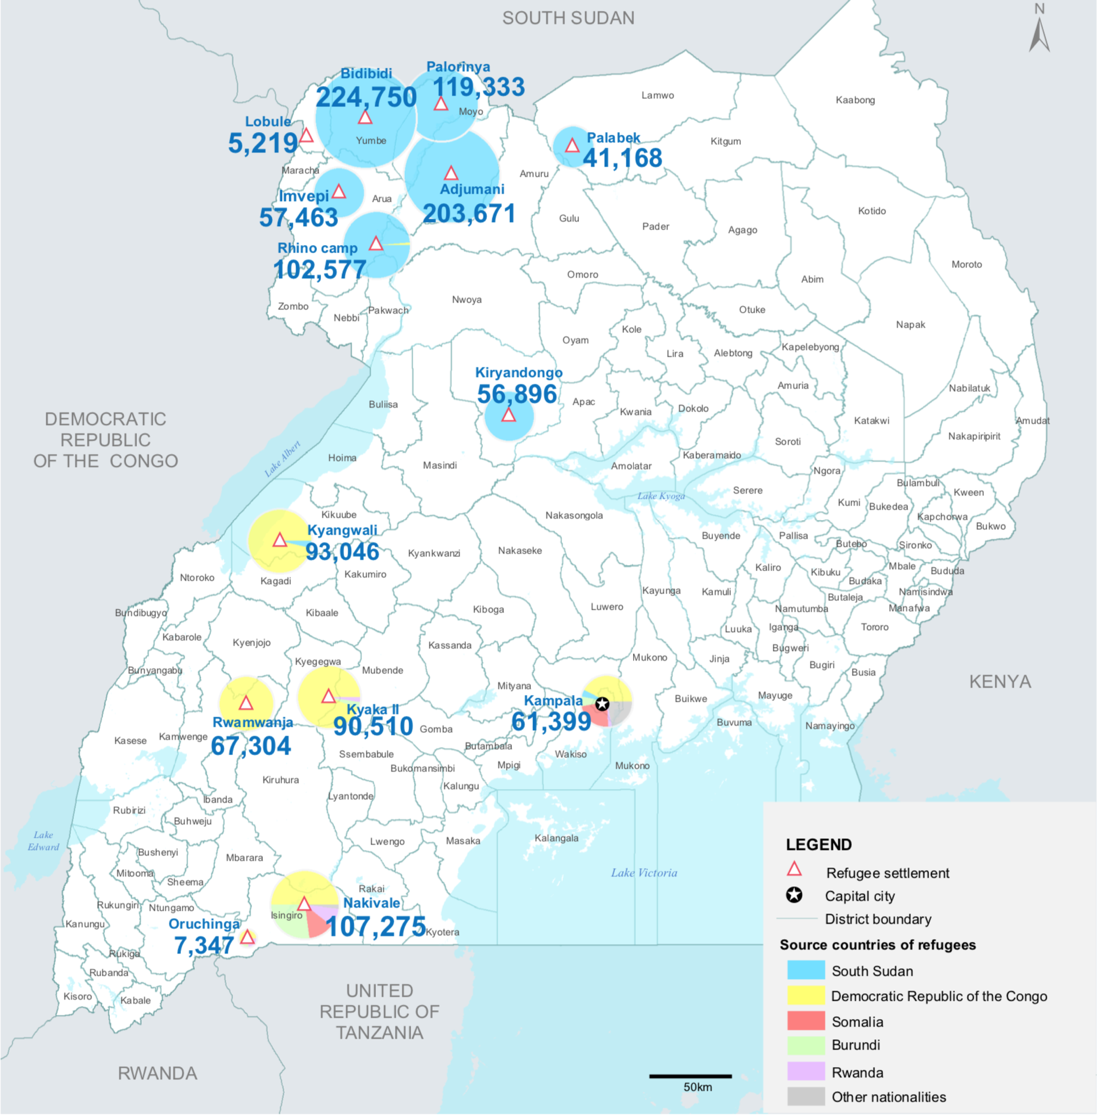 SOUTH SUDAN
N
Bidibidi
224,750
Palorinya
119,333
Moyo
Lobule
5,219
Yumbe
Maracha
Imvepi
57,463
Arua
Adjumani
203,671
Rhino camp
102,577
Zombo
Nebbi
Pakwach
Amuru
Palabek
41,168
Lamwo
Kitgum
Kaabong
Gulu
Pader
Agago
Kotido
Moroto
Abim
Omoro
Nwoya
Otuke
Napak
Oyam
Kole
Lira
Alebtong
Kapelebyong
Kiryandongo
56,896
Apac
Kwania
Dokolo
Amuria
Nabilatuk
Katakwi
Amudat
Nakapiripirit
DEMOCRATIC
REPUBLIC
OF THE CONGO
Buliisa
Lake Albert
Hoima
Masindi
Kaberamaido
Soroti
Amolatar
Ngora
Lake Kyoga
Serere
Bulambuli
Kween
Kumi
Bukedea
Kapchorwa
Bukwo
Kikuube
Kyangwali
93,046
Nakasongola
Buyende
Pallisa
Butebo
Sironko
Kyankwanzi
Nakaseke
Kagadi
Kakumiro
Ntoroko
Kaliro
Kibuku
Mbale
Bududa
Budaka
Kayunga
Kamuli
Butaleja
Namisindwa
Manafwa
Bundibugyo
Kibaale
Kiboga
Luwero
Namutumba
Kabarole
Kyenjojo
Kassanda
Luuka
Iganga
Tororo
Bugweri
Bunyangabu
Kyegegwa
Mubende
Mukono
Jinja
Bugiri
Busia
KENYA
Mityana
Kampala
61,399
Buikwe
Mayuge
Rwamwanja
67,304
Kyaka II
90,510
Gomba
Buvuma
Namayingo
Kasese
Kamwenge
Ssembabule
Butambala
Wakiso
Mukono
Mpigi
Bukomansimbi
Kiruhura
Kalungu
Ibanda
Lyantonde
Rubirizi
Buhweju
Lake
Edward
Lwengo
Masaka
Kalangala
Bushenyi
Mbarara
Mitooma
Sheema
Lake Victoria
Rukungiri
Ntungamo
Rakai
Nakivale
107,275
Isingiro
Kanungu
Oruchinga
7,347
Kyotera
Rukiga
Rubanda
Kisoro
Kabale
UNITED
REPUBLIC OF
TANZANIA
RWANDA
50km
LEGEND
Refugee settlement
Capital city
District boundary
Source countries of refugees
South Sudan
Democratic Republic of the Congo
Somalia
Burundi
Rwanda
Other nationalities